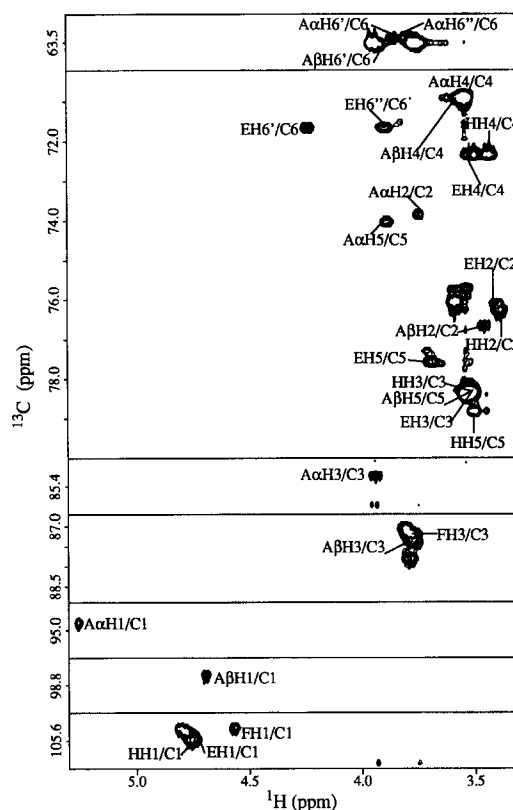 AαH6'/C6 AαH6''/C6
63.5
AβH6'/C6
AαH4/C4
EH6''/C6'
EH6'/C6
72.0
AβH4/C4
EH4/C4
AαH2/C2
74.0
AαH5/C5
EH2/C2
76.0
AβH2/C2
EH5/C5
78.0
HH3/C3
AβH5/C5
EH3/C3
HH5/C5
13C (ppm)
AαH3/C3
85.4
87.0
FH3/C3
AβH3/C3
88.5
95.0
AαH1/C1
98.8
AβH1/C1
FH1/C1
105.6
HH1/C1 EH1/C1
5.0 4.5 4.0 3.5
1H (ppm)